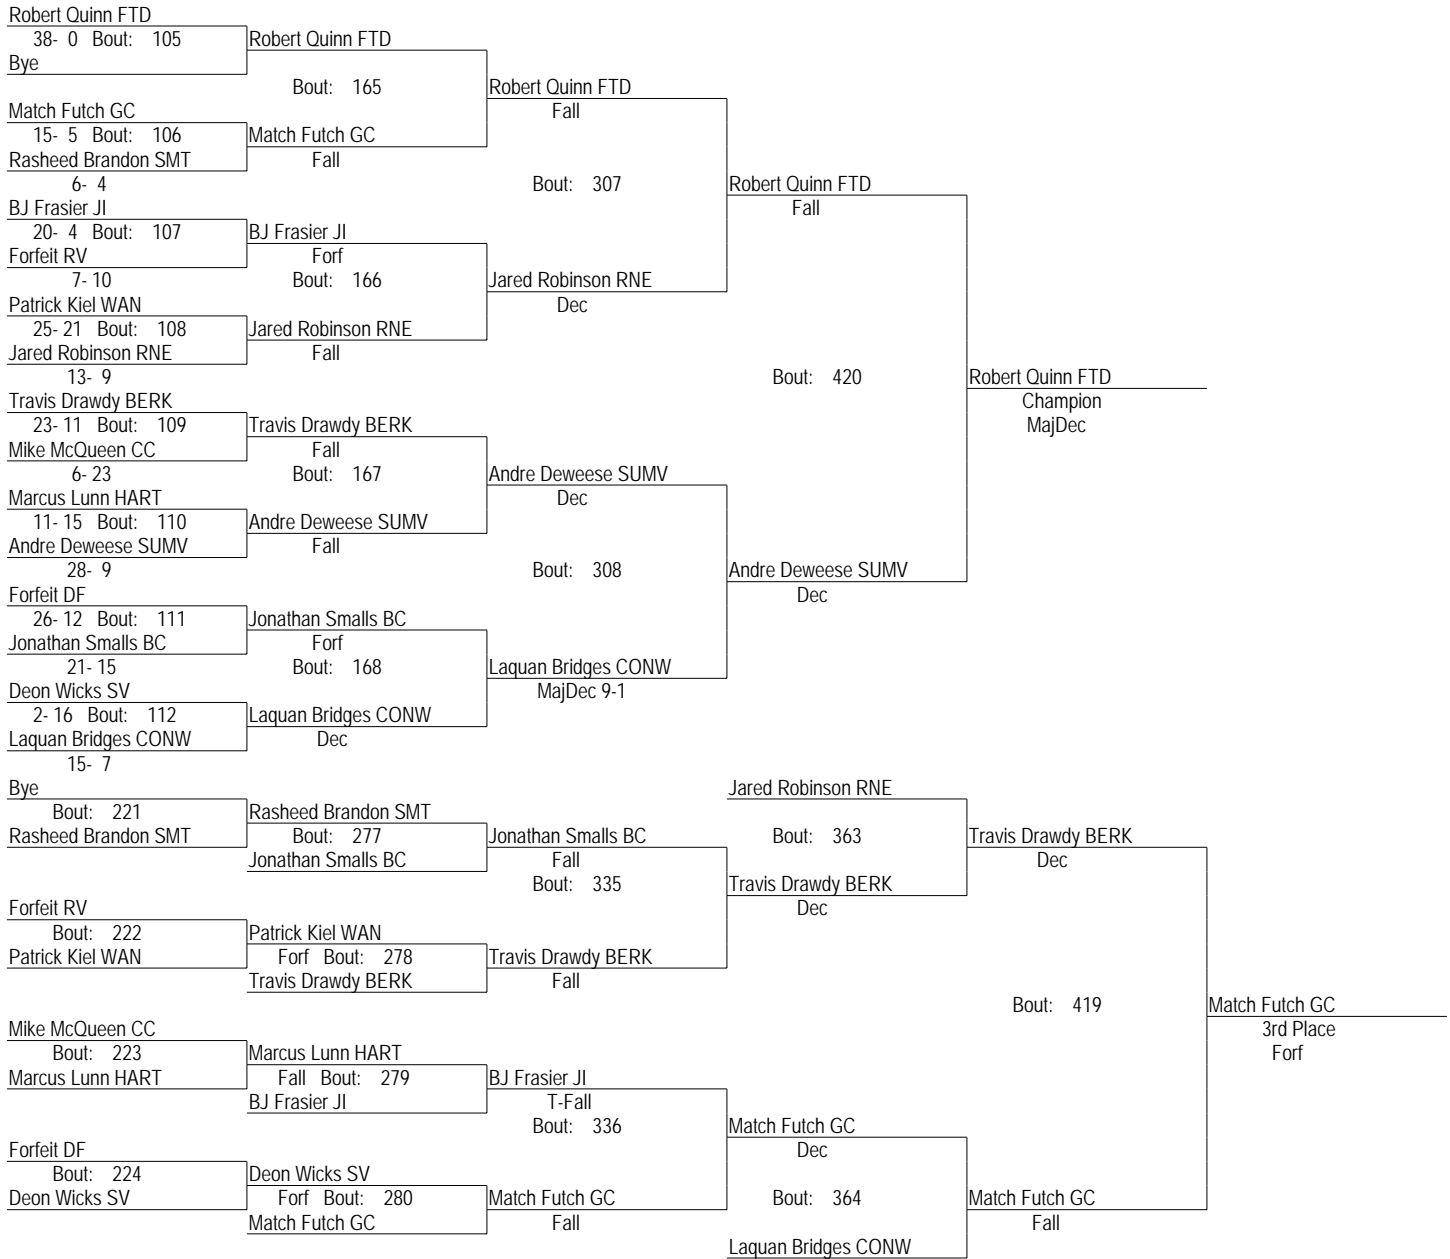 Robert Quinn FTD
38- 0 Bout: 105 Robert Quinn FTD
Bye
Bout: 165 Robert Quinn FTD
Match Futch GC Fall
15- 5 Bout: 106 Match Futch GC
Rasheed Brandon SMT Fall
6- 4 Bout: 307 Robert Quinn FTD
BJ Frasier JI Fall
20- 4 Bout: 107 BJ Frasier JI
Forfeit RV Forf
7- 10 Bout: 166 Jared Robinson RNE
Patrick Kiel WAN Dec
25- 21 Bout: 108 Jared Robinson RNE
Jared Robinson RNE Fall
13- 9 Bout: 420 Robert Quinn FTD
Travis Drawdy BERK Champion
23- 11 Bout: 109 Travis Drawdy BERK MajDec
Mike McQueen CC Fall
6- 23 Bout: 167 Andre Deweese SUMV
Marcus Lunn HART Dec
11- 15 Bout: 110 Andre Deweese SUMV
Andre Deweese SUMV Fall
28- 9 Bout: 308 Andre Deweese SUMV
Forfeit DF Dec
26- 12 Bout: 111 Jonathan Smalls BC
Jonathan Smalls BC Forf
21- 15 Bout: 168 Laquan Bridges CONW
Deon Wicks SV MajDec 9-1
2- 16 Bout: 112 Laquan Bridges CONW
Laquan Bridges CONW Dec
15- 7
Bye Jared Robinson RNE
Bout: 221 Rasheed Brandon SMT
Rasheed Brandon SMT Bout: 277 Jonathan Smalls BC Bout: 363 Travis Drawdy BERK
Jonathan Smalls BC Fall Dec
Bout: 335 Travis Drawdy BERK
Forfeit RV Dec
Bout: 222 Patrick Kiel WAN
Patrick Kiel WAN Forf Bout: 278 Travis Drawdy BERK
Travis Drawdy BERK Fall
Bout: 419 Match Futch GC
Mike McQueen CC 3rd Place
Bout: 223 Marcus Lunn HART Forf
Marcus Lunn HART Fall Bout: 279 BJ Frasier JI
BJ Frasier JI T-Fall
Bout: 336 Match Futch GC
Forfeit DF Dec
Bout: 224 Deon Wicks SV
Deon Wicks SV Forf Bout: 280 Match Futch GC Bout: 364 Match Futch GC
Match Futch GC Fall Fall
Laquan Bridges CONW